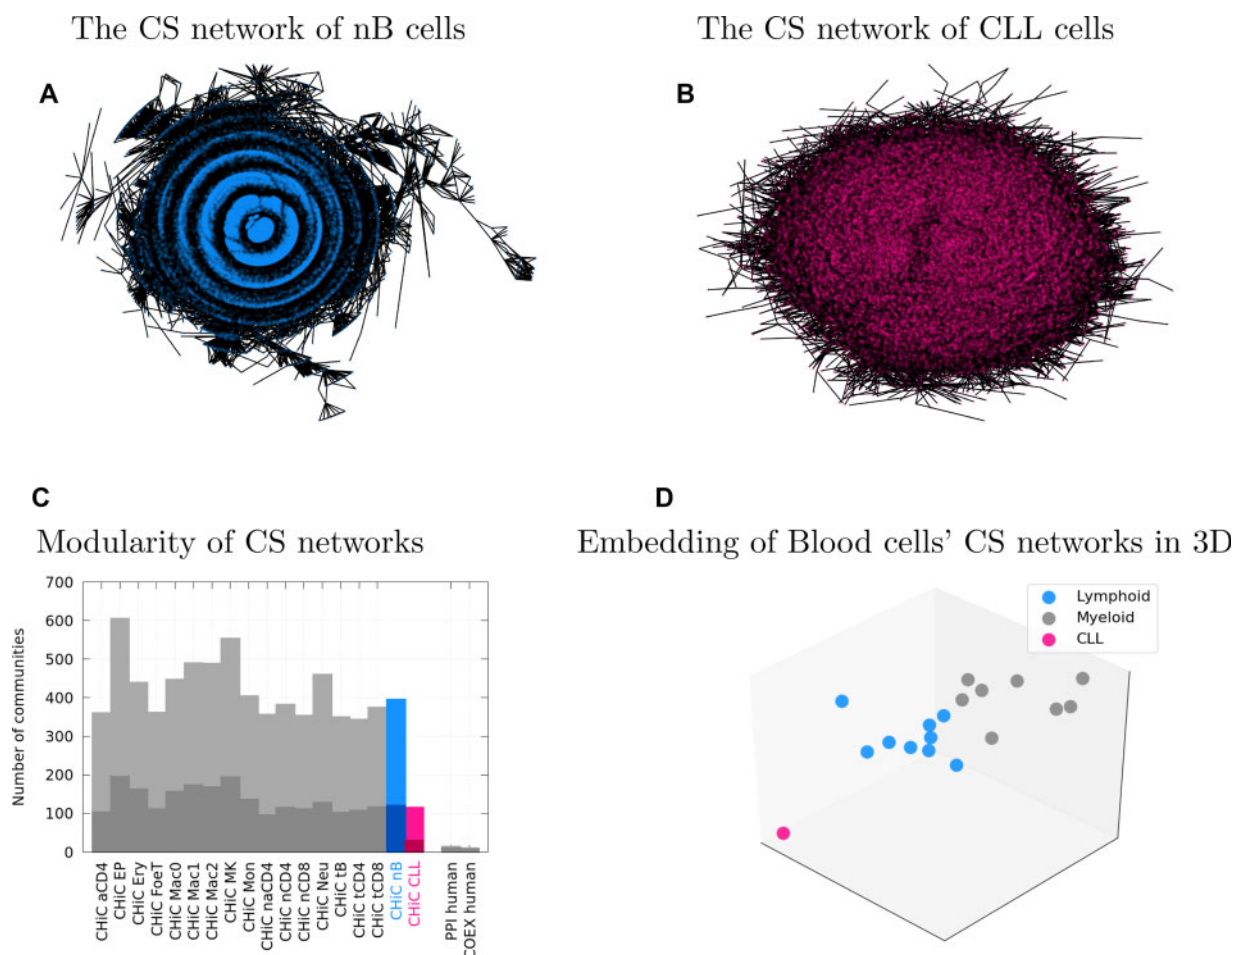 The CS network of nB cells
The CS network of CLL cells
A
B
C
D
Modularity of CS networks
Embedding of Blood cells’ CS networks in 3D
Number of communities
700
600
500
400
300
200
100
0
CHiC aCD4
CHiC EP
CHiC Ery
CHiC FoeT
CHiC Mac0
CHiC Mac1
CHiC Mac2
CHiC MK
CHiC Mon
CHiC naCD4
CHiC nCD4
CHiC nCD8
CHiC Neu
CHiC tB
CHiC tCD4
CHiC tCD8
CHiC nB
CHiC CLL
PPI human
COEX human
Lymphoid
Myeloid
CLL